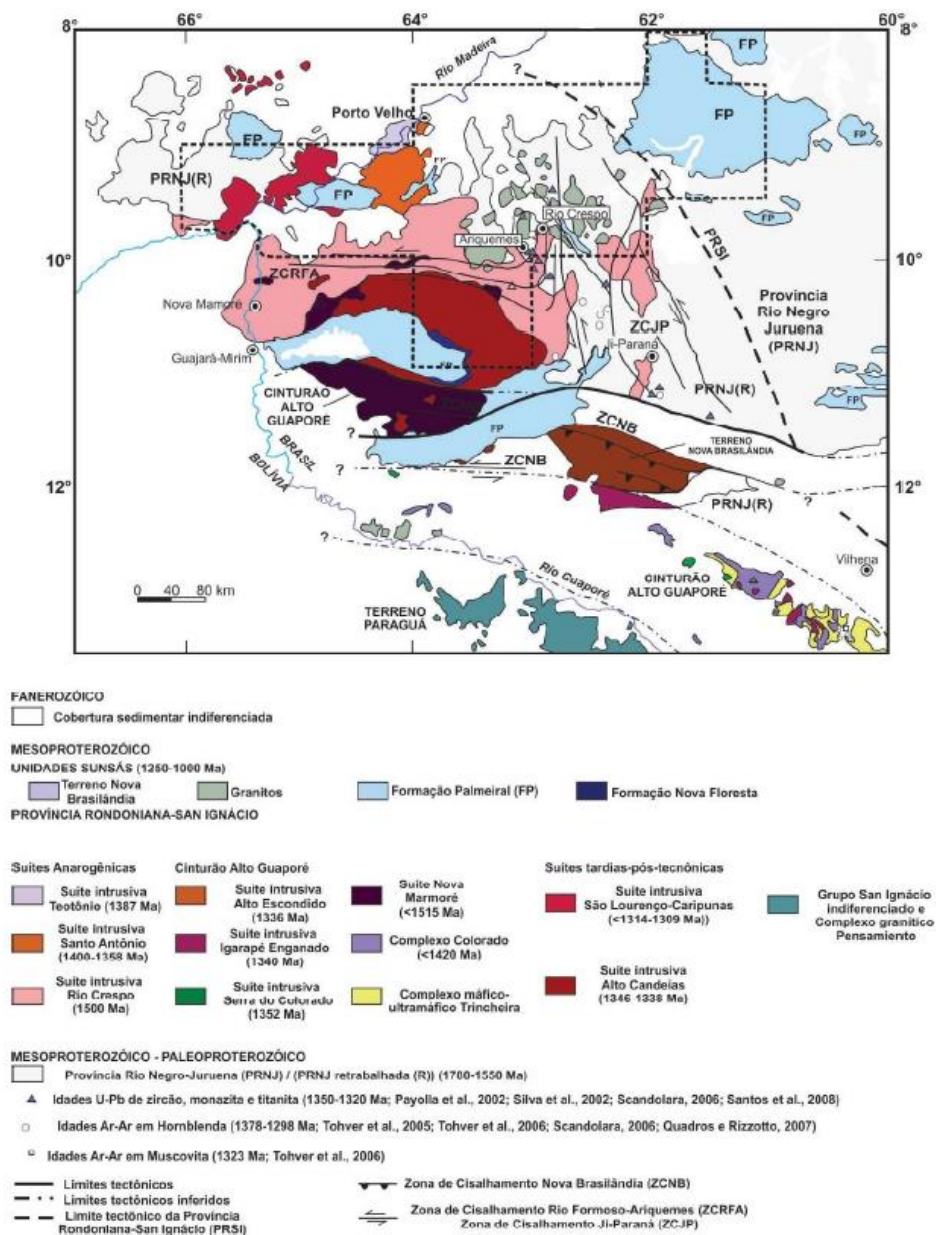 66° 64° 62° 60°
8° 8°
FP
Rio Madeira
?
FP
Porto Velho
FP
FP
PRNJ(R)
FP
FP
Rio Crespo
FP
Ariquemes
PRSI
10° 10°
ZCRFA
Nova Mamoré
Província
Rio Negro
Juruena
(PRNJ)
ZCJP
Ji-Paraná
Guajará-Mirim
FP
PRNJ(R)
FP
CINTURÃO
ALTO
GUAPORÉ
ZCNB
FP
TERRENO
NOVA BRASILÂNDIA
?
BRASIL
BOLÍVIA
ZCNB
?
12° 12°
PRNJ(R)
?
?
Vilhena
Rio Guaporé
CINTURÃO
ALTO GUAPORÉ
0 40 80 km
TERRENO
PARAGUÁ
FANEROZÓICO
Cobertura sedimentar indiferenciada
MESOPROTEROZÓICO
UNIDADES SUNSÁS (1250-1000 Ma)
Terreno Nova
Brasilândia
Granitos
Formação Palmeiral (FP)
Formação Nova Floresta
PROVÍNCIA RONDONIANA-SAN IGNÁCIO
Suites Anarogênicas
Suite intrusiva
Teotônio (1387 Ma)
Suite intrusiva
Santo Antônio
(1400-1358 Ma)
Suite intrusiva
Rio Crespo
(1500 Ma)
Cinturão Alto Guaporé
Suite intrusiva
Alto Escondido
(1336 Ma)
Suite intrusiva
Igarapé Enganado
(1340 Ma)
Suite intrusiva
Serra do Colorado
(1352 Ma)
Suite Nova
Marmoré
(<1515 Ma)
Complexo Colorado
(<1420 Ma)
Complexo máfico-
ultramáfico Trincheira
Suites tardias-pós-tecnônicas
Suite intrusiva
São Lourenço-Caripunas
(<1314-1309 Ma))
Suite intrusiva
Alto Candeias
(1346-1338 Ma)
Grupo San Ignácio
indiferenciado e
Complexo granítico
Pensamiento
MESOPROTEROZÓICO - PALEOPROTEROZÓICO
Província Rio Negro-Juruena (PRNJ) / (PRNJ retrabalhada (R)) (1700-1550 Ma)
Idades U-Pb de zircão, monazita e titanita (1350-1320 Ma; Payolla et al., 2002; Silva et al., 2002; Scandolara, 2006; Santos et al., 2008)
Idades Ar-Ar em Hornblenda (1378-1298 Ma; Tohver et al., 2005; Tohver et al., 2006; Scandolara, 2006; Quadros e Rizzotto, 2007)
Idades Ar-Ar em Muscovita (1323 Ma; Tohver et al., 2006)
Limites tectônicos
Limites tectônicos inferidos
Limite tectônico da Província
Rondoniana-San Ignácio (PRSI)
Zona de Cisalhamento Nova Brasilândia (ZCNB)
Zona de Cisalhamento Rio Formoso-Ariquemes (ZCRFA)
Zona de Cisalhamento Ji-Paraná (ZCJP)